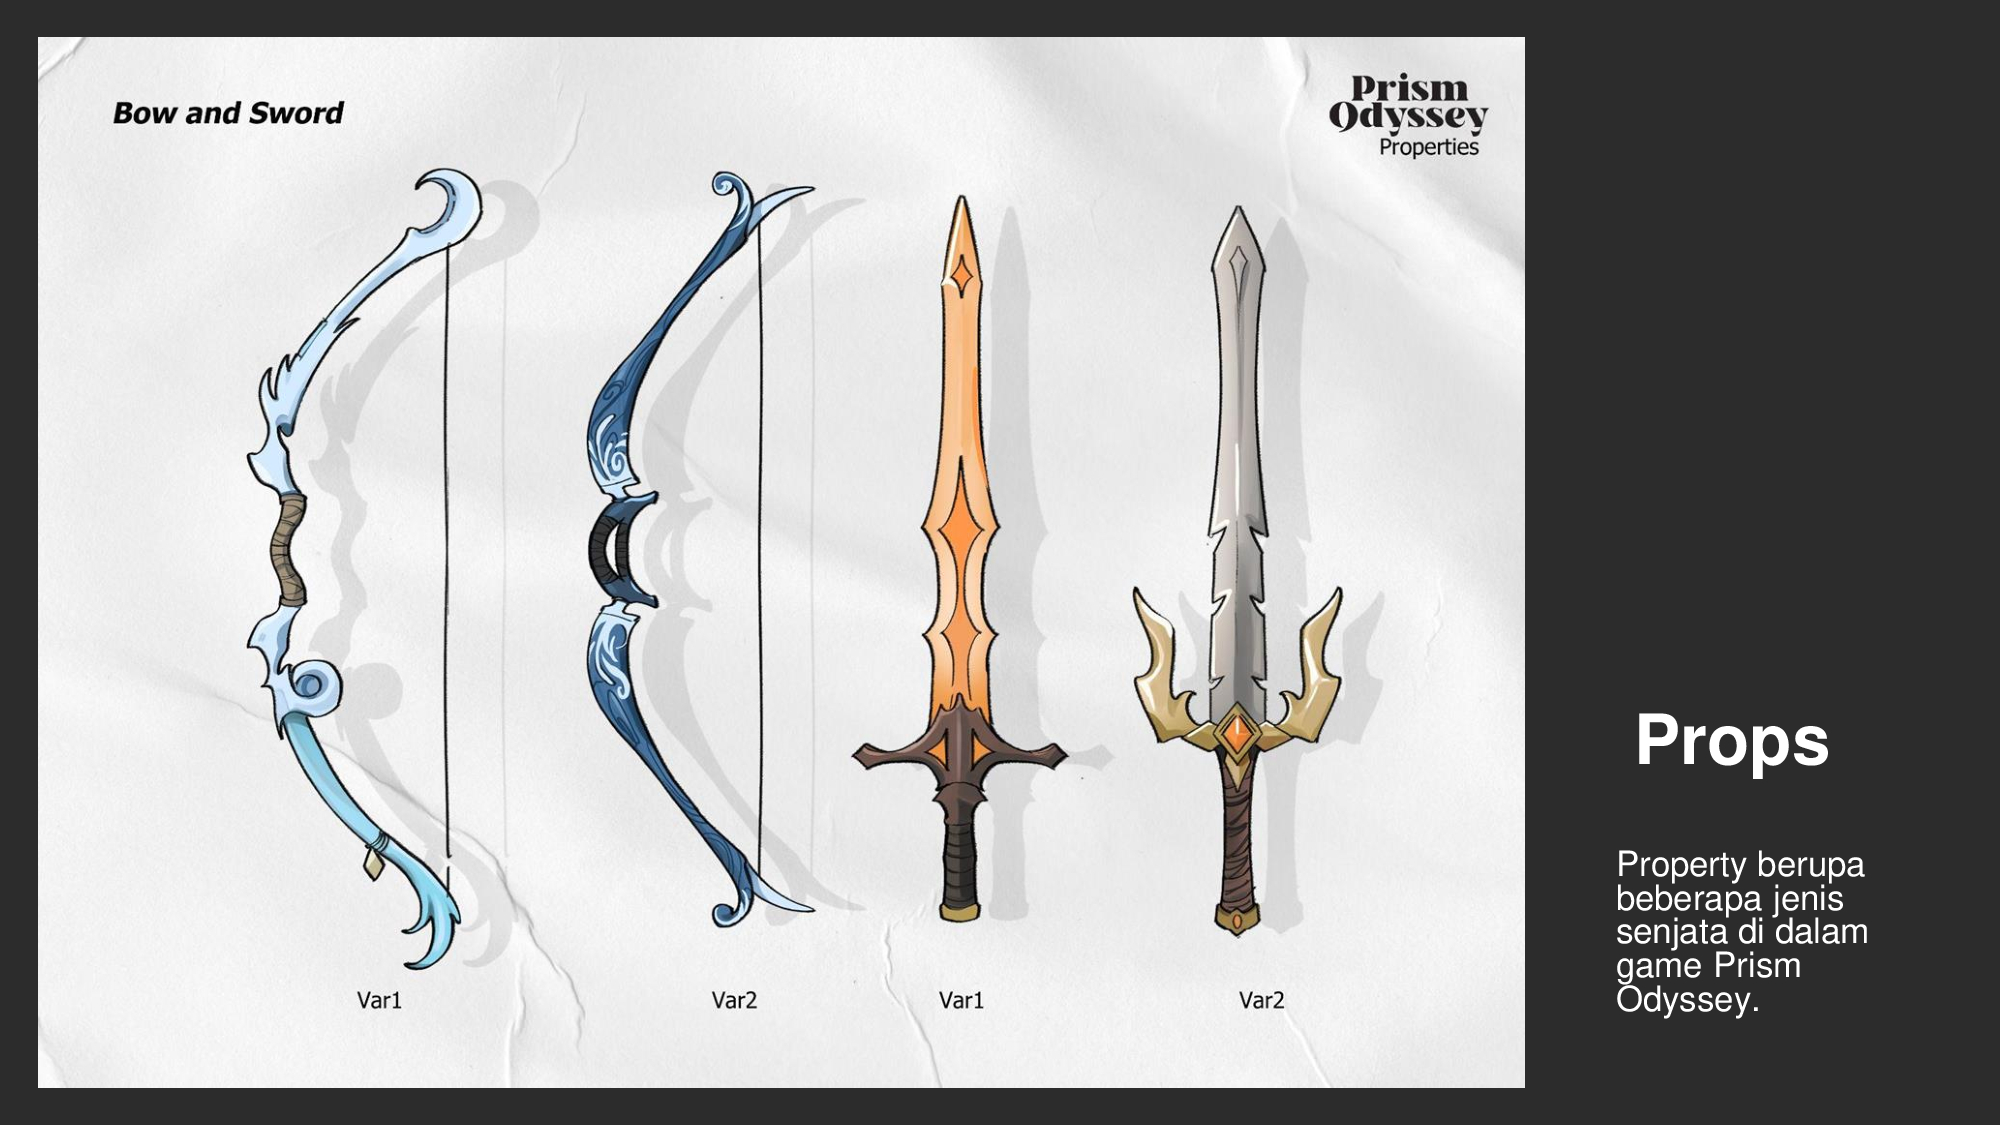 Bow and Sword
Prism
Odyssey
Properties
Var1
Var2
Var1
Var2
Props
Property berupa
beberapa jenis
senjata di dalam
game Prism
Odyssey.